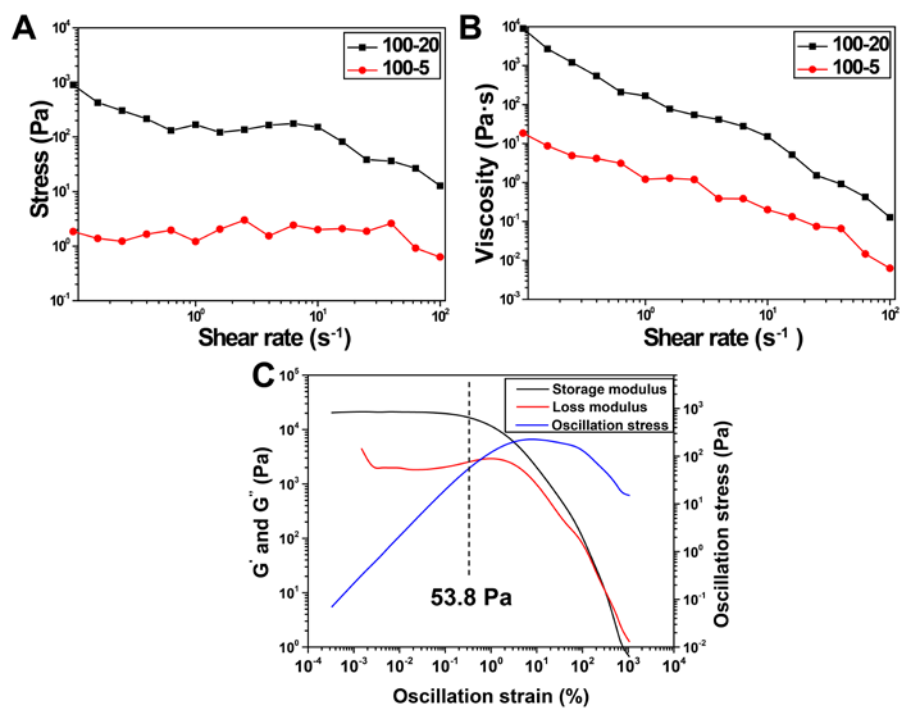 A
100-20
100-5
Stress (Pa)
10⁴
10³
10²
10¹
10⁰
10⁻¹
10⁰ 10¹ 10²
Shear rate (s⁻¹)
B
100-20
100-5
Viscosity (Pa·s)
10⁴
10³
10²
10¹
10⁰
10⁻¹
10⁻²
10⁻³
10⁰ 10¹ 10²
Shear rate (s⁻¹ )
C
Storage modulus
Loss modulus
Oscillation stress
G' and G'' (Pa)
10⁵
10⁴
10³
10²
10¹
10⁰
53.8 Pa
10³
10²
10¹
10⁰
10⁻¹
10⁻²
Oscillation stress (Pa)
10⁻⁴ 10⁻³ 10⁻² 10⁻¹ 10⁰ 10¹ 10² 10³ 10⁴
Oscillation strain (%)